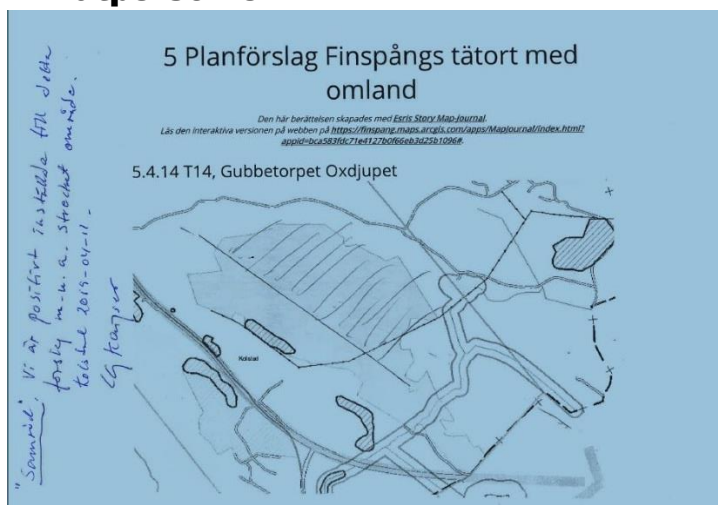 5 Planförslag Finspångs tätort med
omland
Den här berättelsen skapades med Esris Story Map-Journal.
Läs den interaktiva versionen på webben på https://finspang.maps.arcgis.com/apps/MapJournal/index.html?
appid=bca583fdc71e4127b0f66eb3d25b1096#.
5.4.14 T14, Gubbetorpet Oxdjupet
Kolstad
"Samråd". Vi är positivt inställda till detta
förslag m.u.a. streckat område.
Kolstad 2019-04-11.